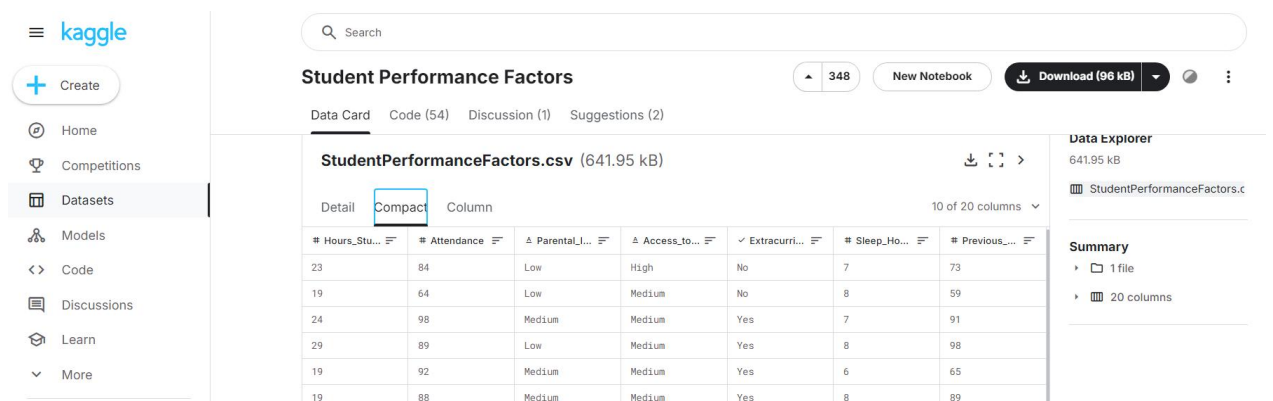 kaggle
Search
Create
Student Performance Factors
348
New Notebook
Download (96 kB)
Data Card Code (54) Discussion (1) Suggestions (2)
Home
Competitions
Datasets
Models
Code
Discussions
Learn
More
StudentPerformanceFactors.csv (641.95 kB)
Detail Compact Column
10 of 20 columns
# Hours_Stu... # Attendance Parental_I... Access_to... Extracurri... # Sleep_Ho... # Previous_...
23 84 Low High No 7 73
19 64 Low Medium No 8 59
24 98 Medium Medium Yes 7 91
29 89 Low Medium Yes 8 98
19 92 Medium Medium Yes 6 65
19 88 Medium Medium Yes 8 89
Data Explorer
641.95 kB
StudentPerformanceFactors.c
Summary
1 file
20 columns